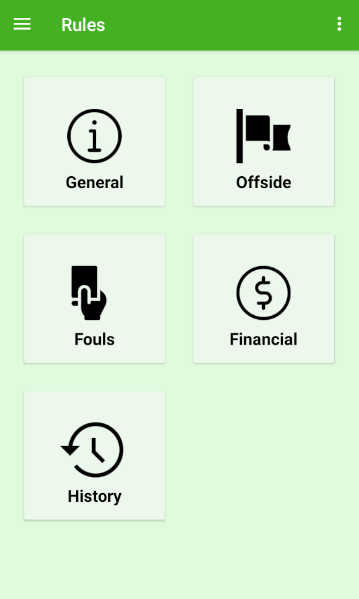 Rules
General
Offside
Fouls
Financial
History